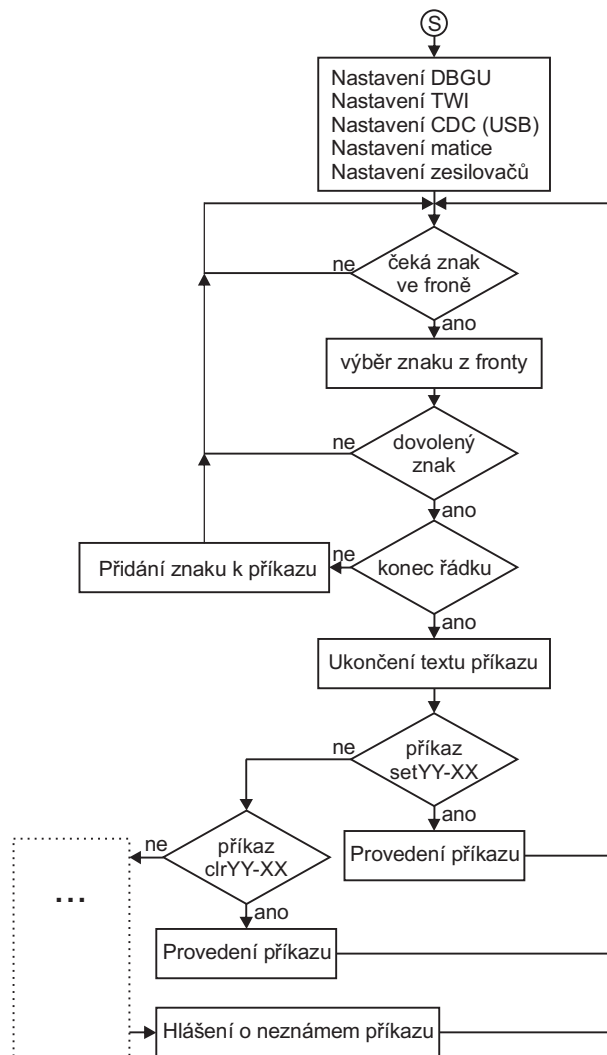 S
Nastavení DBGU
Nastavení TWI
Nastavení CDC (USB)
Nastavení matice
Nastavení zesilovačů
ne
čeká znak
ve froně
ano
výběr znaku z fronty
ne
dovolený
znak
ano
Přidání znaku k příkazu
ne
konec řádku
ano
Ukončení textu příkazu
ne
příkaz
setYY-XX
ano
Provedení příkazu
ne
příkaz
clrYY-XX
...
ano
Provedení příkazu
Hlášení o neznámem příkazu